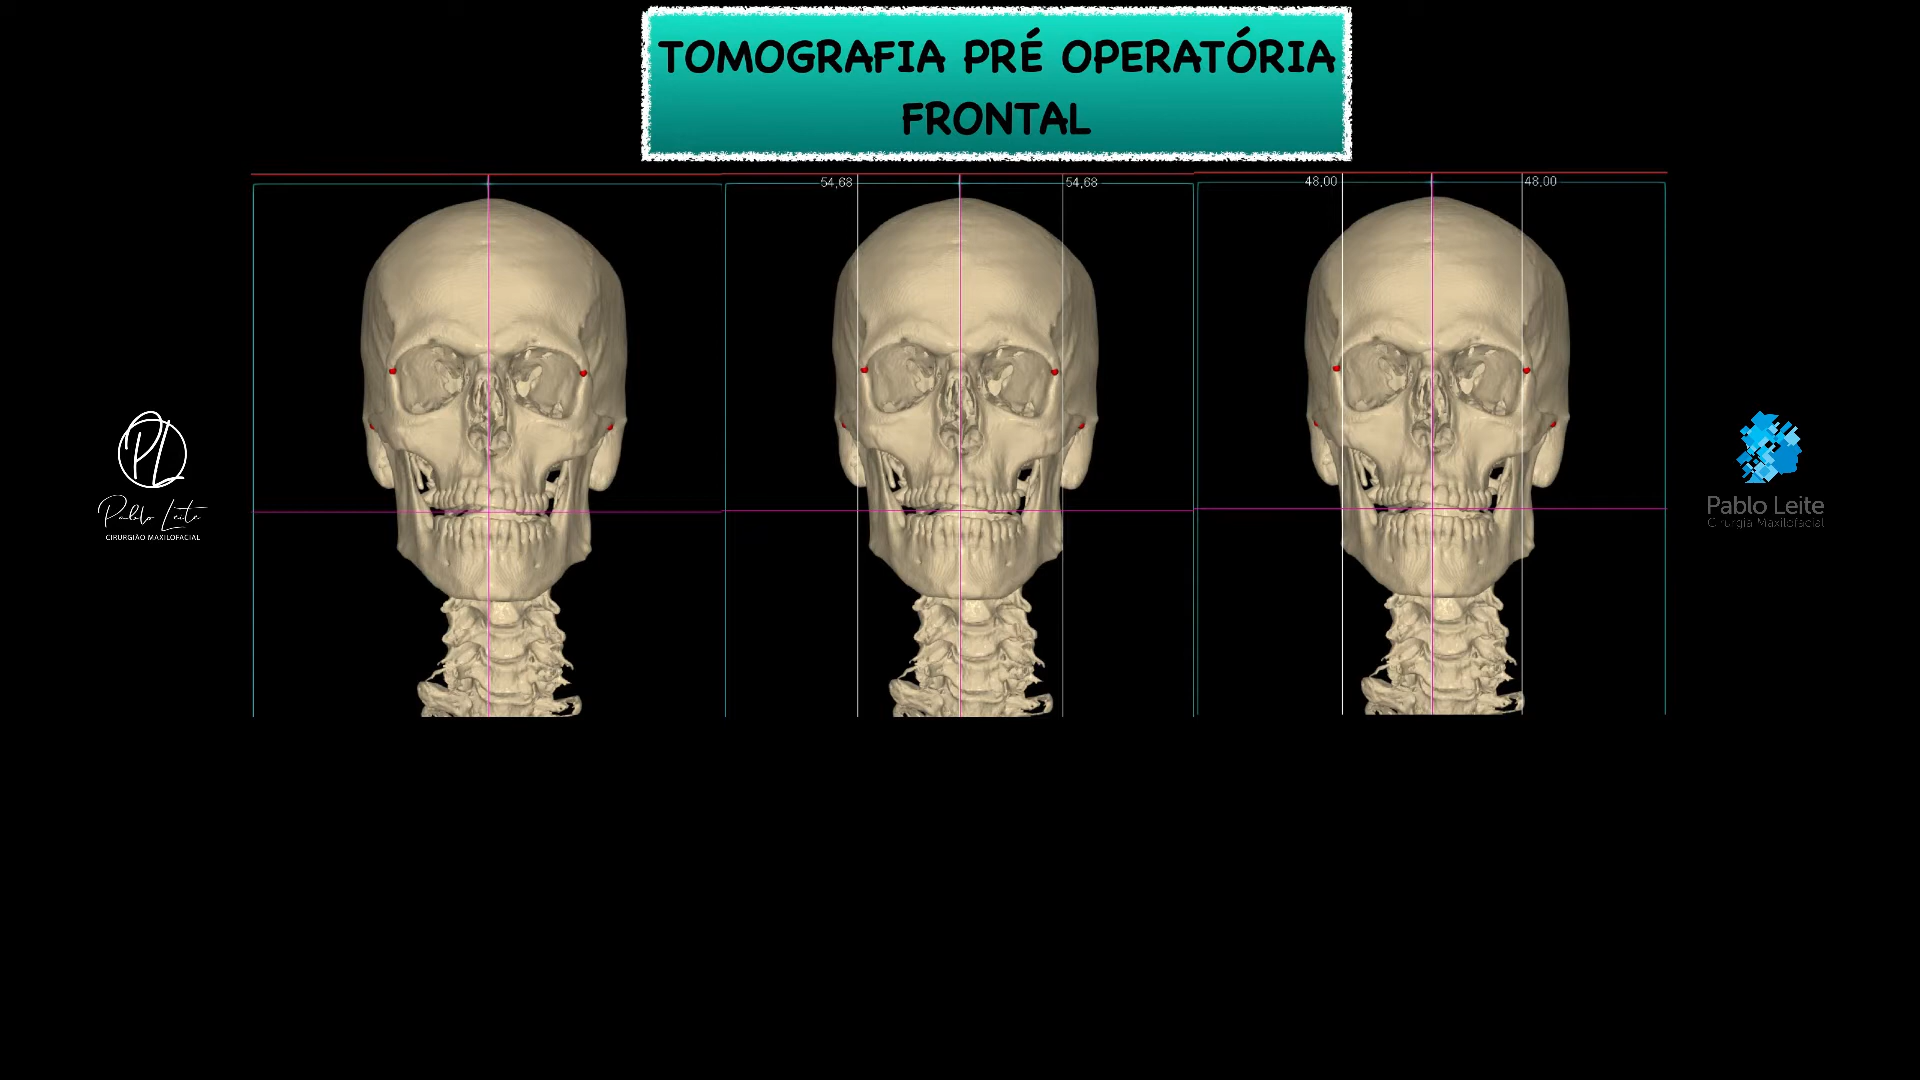 TOMOGRAFIA PRÉ OPERATÓRIA
FRONTAL
54,68
54,68
48,00
48,00
PL
Pablo Leite
CIRURGIÃO MAXILOFACIAL
Pablo Leite
Cirurgia Maxilofacial